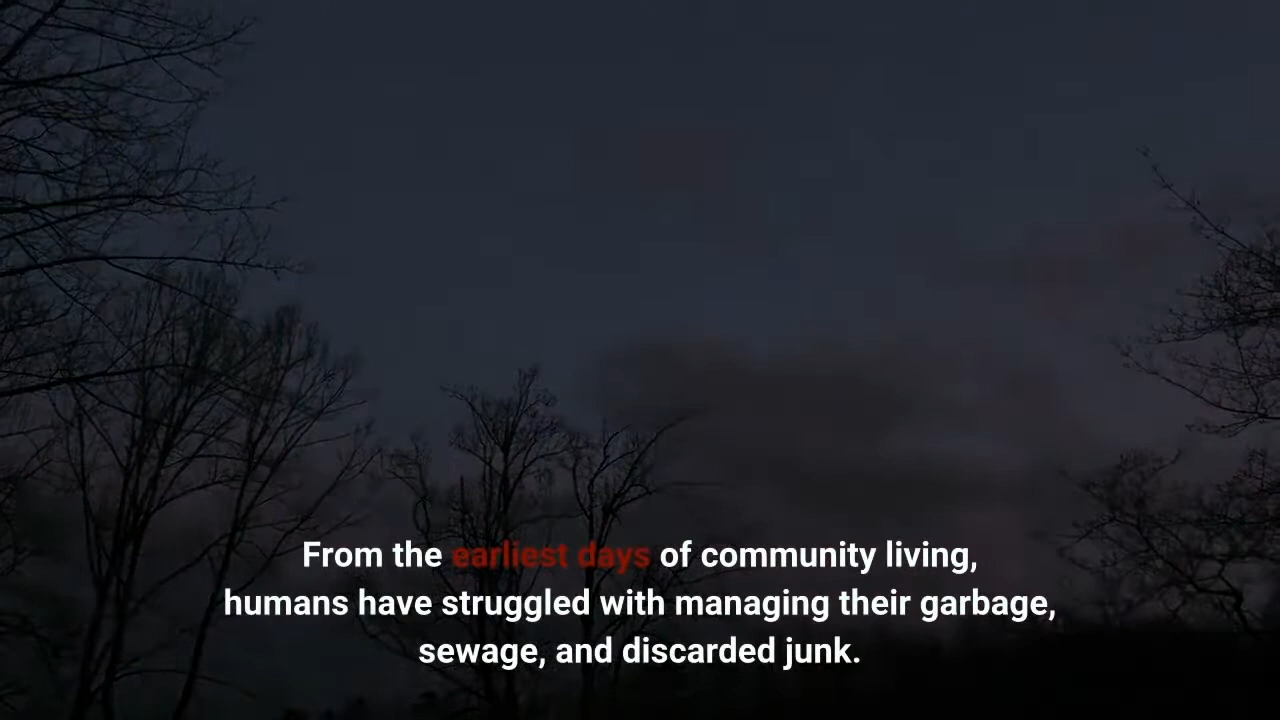 From the earliest days of community living,
humans have struggled with managing their garbage,
sewage, and discarded junk.